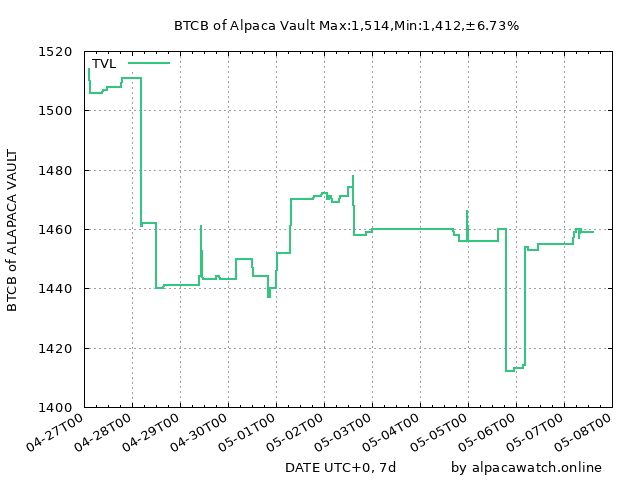 BTCB of Alpaca Vault Max:1,514,Min:1,412,±6.73%
1520
TVL
1500
1480
1460
1440
1420
1400
BTCB of ALAPACA VAULT
04-27T00 04-28T00 04-29T00 04-30T00 05-01T00 05-02T00 05-03T00 05-04T00 05-05T00 05-06T00 05-07T00 05-08T00
DATE UTC+0, 7d by alpacawatch.online